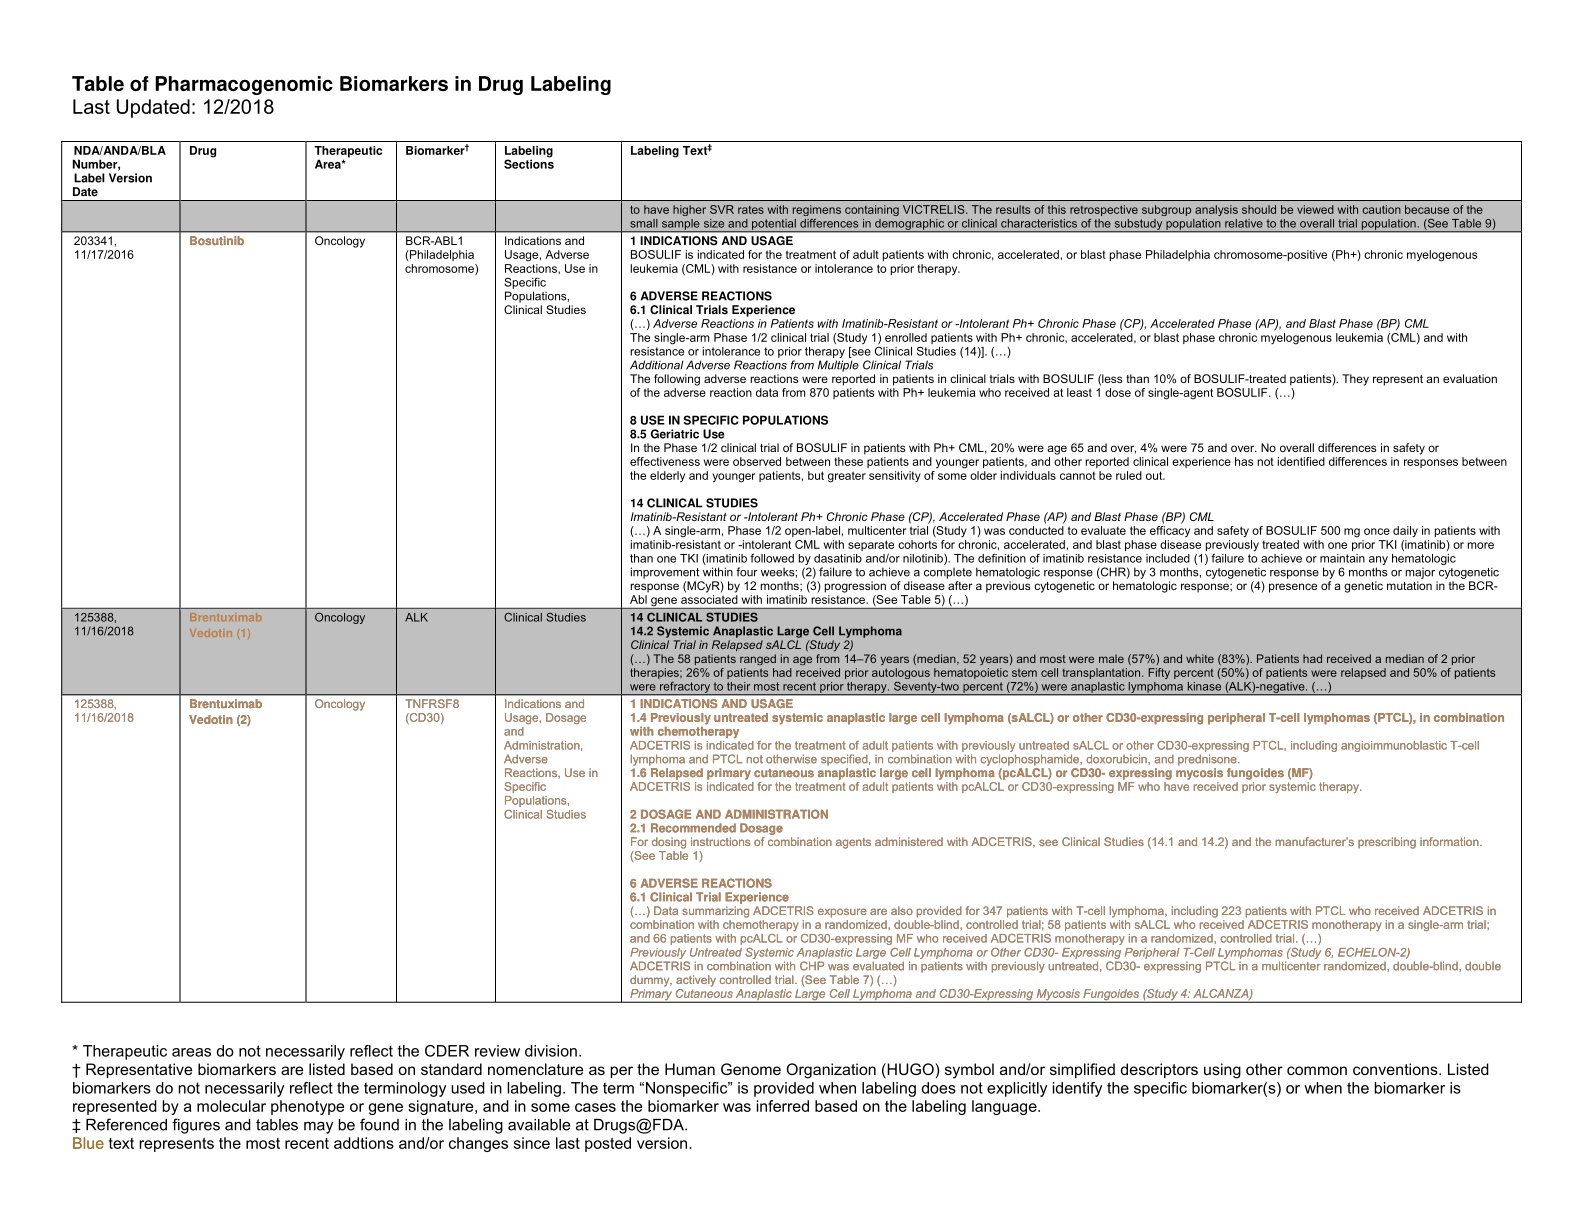 Table of Pharmacogenomic Biomarkers in Drug Labeling
Last Updated: 12/2018
NDA/ANDA/BLA
Number,
Label Version
Date
Drug
Therapeutic
Area*
Biomarker†
Labeling
Sections
Labeling Text‡
to have higher SVR rates with regimens containing VICTRELIS. The results of this retrospective subgroup analysis should be viewed with caution because of the
small sample size and potential differences in demographic or clinical characteristics of the substudy population relative to the overall trial population. (See Table 9)
203341,
11/17/2016
Bosutinib
Oncology
BCR-ABL1
(Philadelphia
chromosome)
Indications and
Usage, Adverse
Reactions, Use in
Specific
Populations,
Clinical Studies
1 INDICATIONS AND USAGE
BOSULIF is indicated for the treatment of adult patients with chronic, accelerated, or blast phase Philadelphia chromosome-positive (Ph+) chronic myelogenous
leukemia (CML) with resistance or intolerance to prior therapy.
6 ADVERSE REACTIONS
6.1 Clinical Trials Experience
(…) Adverse Reactions in Patients with Imatinib-Resistant or -Intolerant Ph+ Chronic Phase (CP), Accelerated Phase (AP), and Blast Phase (BP) CML
The single-arm Phase 1/2 clinical trial (Study 1) enrolled patients with Ph+ chronic, accelerated, or blast phase chronic myelogenous leukemia (CML) and with
resistance or intolerance to prior therapy [see Clinical Studies (14)]. (…)
Additional Adverse Reactions from Multiple Clinical Trials
The following adverse reactions were reported in patients in clinical trials with BOSULIF (less than 10% of BOSULIF-treated patients). They represent an evaluation
of the adverse reaction data from 870 patients with Ph+ leukemia who received at least 1 dose of single-agent BOSULIF. (…)
8 USE IN SPECIFIC POPULATIONS
8.5 Geriatric Use
In the Phase 1/2 clinical trial of BOSULIF in patients with Ph+ CML, 20% were age 65 and over, 4% were 75 and over. No overall differences in safety or
effectiveness were observed between these patients and younger patients, and other reported clinical experience has not identified differences in responses between
the elderly and younger patients, but greater sensitivity of some older individuals cannot be ruled out.
14 CLINICAL STUDIES
Imatinib-Resistant or -Intolerant Ph+ Chronic Phase (CP), Accelerated Phase (AP) and Blast Phase (BP) CML
(…) A single-arm, Phase 1/2 open-label, multicenter trial (Study 1) was conducted to evaluate the efficacy and safety of BOSULIF 500 mg once daily in patients with
imatinib-resistant or -intolerant CML with separate cohorts for chronic, accelerated, and blast phase disease previously treated with one prior TKI (imatinib) or more
than one TKI (imatinib followed by dasatinib and/or nilotinib). The definition of imatinib resistance included (1) failure to achieve or maintain any hematologic
improvement within four weeks; (2) failure to achieve a complete hematologic response (CHR) by 3 months, cytogenetic response by 6 months or major cytogenetic
response (MCyR) by 12 months; (3) progression of disease after a previous cytogenetic or hematologic response; or (4) presence of a genetic mutation in the BCR-
Abl gene associated with imatinib resistance. (See Table 5) (…)
125388,
11/16/2018
Brentuximab
Vedotin (1)
Oncology
ALK
Clinical Studies
14 CLINICAL STUDIES
14.2 Systemic Anaplastic Large Cell Lymphoma
Clinical Trial in Relapsed sALCL (Study 2)
(…) The 58 patients ranged in age from 14–76 years (median, 52 years) and most were male (57%) and white (83%). Patients had received a median of 2 prior
therapies; 26% of patients had received prior autologous hematopoietic stem cell transplantation. Fifty percent (50%) of patients were relapsed and 50% of patients
were refractory to their most recent prior therapy. Seventy-two percent (72%) were anaplastic lymphoma kinase (ALK)-negative. (…)
125388,
11/16/2018
Brentuximab
Vedotin (2)
Oncology
TNFRSF8
(CD30)
Indications and
Usage, Dosage
and
Administration,
Adverse
Reactions, Use in
Specific
Populations,
Clinical Studies
1 INDICATIONS AND USAGE
1.4 Previously untreated systemic anaplastic large cell lymphoma (sALCL) or other CD30-expressing peripheral T-cell lymphomas (PTCL), in combination
with chemotherapy
ADCETRIS is indicated for the treatment of adult patients with previously untreated sALCL or other CD30-expressing PTCL, including angioimmunoblastic T-cell
lymphoma and PTCL not otherwise specified, in combination with cyclophosphamide, doxorubicin, and prednisone.
1.6 Relapsed primary cutaneous anaplastic large cell lymphoma (pcALCL) or CD30- expressing mycosis fungoides (MF)
ADCETRIS is indicated for the treatment of adult patients with pcALCL or CD30-expressing MF who have received prior systemic therapy.
2 DOSAGE AND ADMINISTRATION
2.1 Recommended Dosage
For dosing instructions of combination agents administered with ADCETRIS, see Clinical Studies (14.1 and 14.2) and the manufacturer's prescribing information.
(See Table 1)
6 ADVERSE REACTIONS
6.1 Clinical Trial Experience
(…) Data summarizing ADCETRIS exposure are also provided for 347 patients with T-cell lymphoma, including 223 patients with PTCL who received ADCETRIS in
combination with chemotherapy in a randomized, double-blind, controlled trial; 58 patients with sALCL who received ADCETRIS monotherapy in a single-arm trial;
and 66 patients with pcALCL or CD30-expressing MF who received ADCETRIS monotherapy in a randomized, controlled trial. (…)
Previously Untreated Systemic Anaplastic Large Cell Lymphoma or Other CD30- Expressing Peripheral T-Cell Lymphomas (Study 6, ECHELON-2)
ADCETRIS in combination with CHP was evaluated in patients with previously untreated, CD30- expressing PTCL in a multicenter randomized, double-blind, double
dummy, actively controlled trial. (See Table 7) (…)
Primary Cutaneous Anaplastic Large Cell Lymphoma and CD30-Expressing Mycosis Fungoides (Study 4: ALCANZA)
* Therapeutic areas do not necessarily reflect the CDER review division.
† Representative biomarkers are listed based on standard nomenclature as per the Human Genome Organization (HUGO) symbol and/or simplified descriptors using other common conventions. Listed
biomarkers do not necessarily reflect the terminology used in labeling. The term “Nonspecific” is provided when labeling does not explicitly identify the specific biomarker(s) or when the biomarker is
represented by a molecular phenotype or gene signature, and in some cases the biomarker was inferred based on the labeling language.
‡ Referenced figures and tables may be found in the labeling available at Drugs@FDA.
Blue text represents the most recent addtions and/or changes since last posted version.